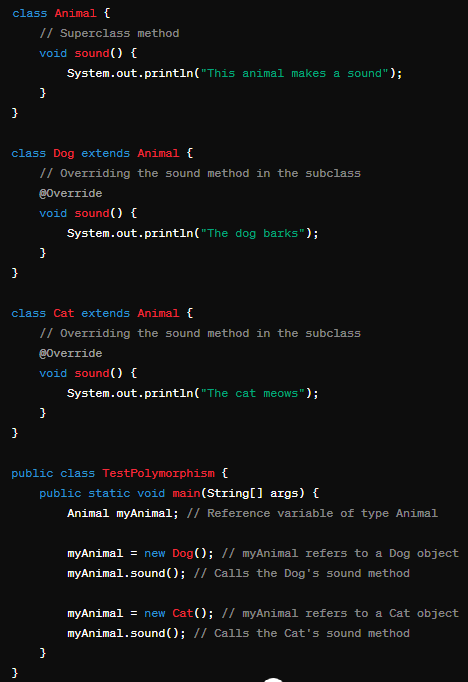 class Animal {
    // Superclass method
    void sound() {
        System.out.println("This animal makes a sound");
    }
}

class Dog extends Animal {
    // Overriding the sound method in the subclass
    @Override
    void sound() {
        System.out.println("The dog barks");
    }
}

class Cat extends Animal {
    // Overriding the sound method in the subclass
    @Override
    void sound() {
        System.out.println("The cat meows");
    }
}

public class TestPolymorphism {
    public static void main(String[] args) {
        Animal myAnimal; // Reference variable of type Animal

        myAnimal = new Dog(); // myAnimal refers to a Dog object
        myAnimal.sound(); // Calls the Dog's sound method

        myAnimal = new Cat(); // myAnimal refers to a Cat object
        myAnimal.sound(); // Calls the Cat's sound method
    }
}